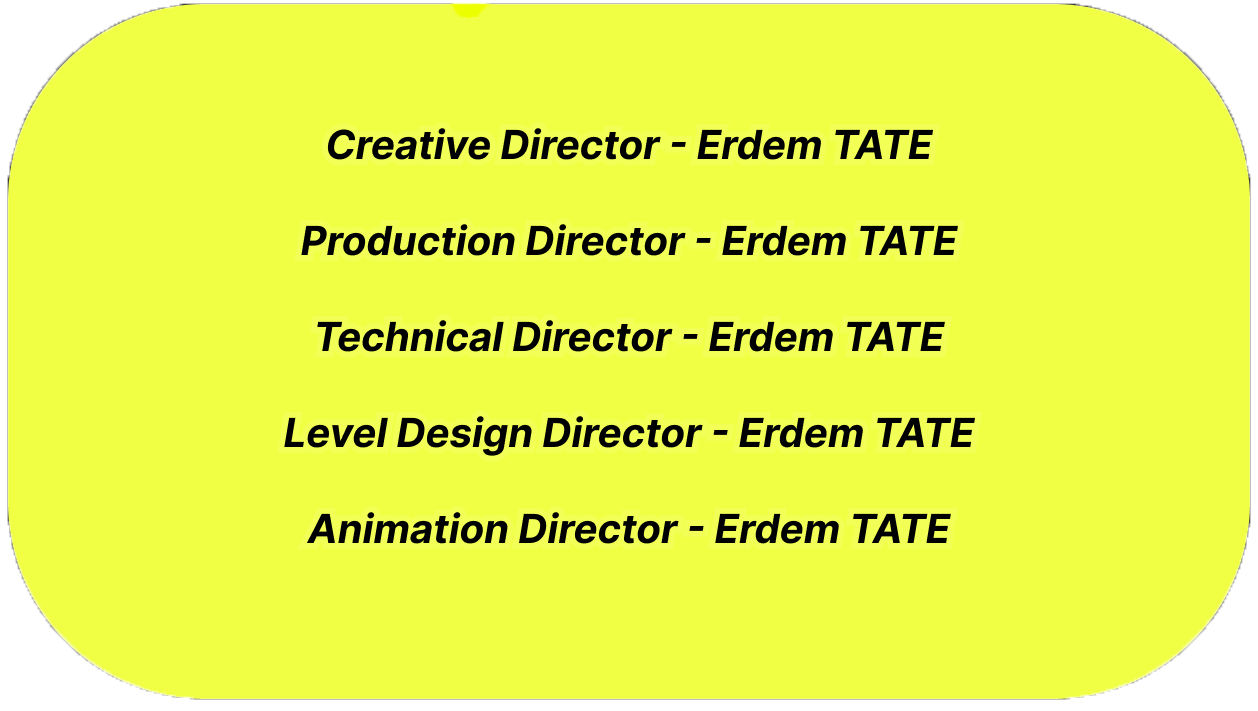 Creative Director - Erdem TATE
Production Director - Erdem TATE
Technical Director - Erdem TATE
Level Design Director - Erdem TATE
Animation Director - Erdem TATE